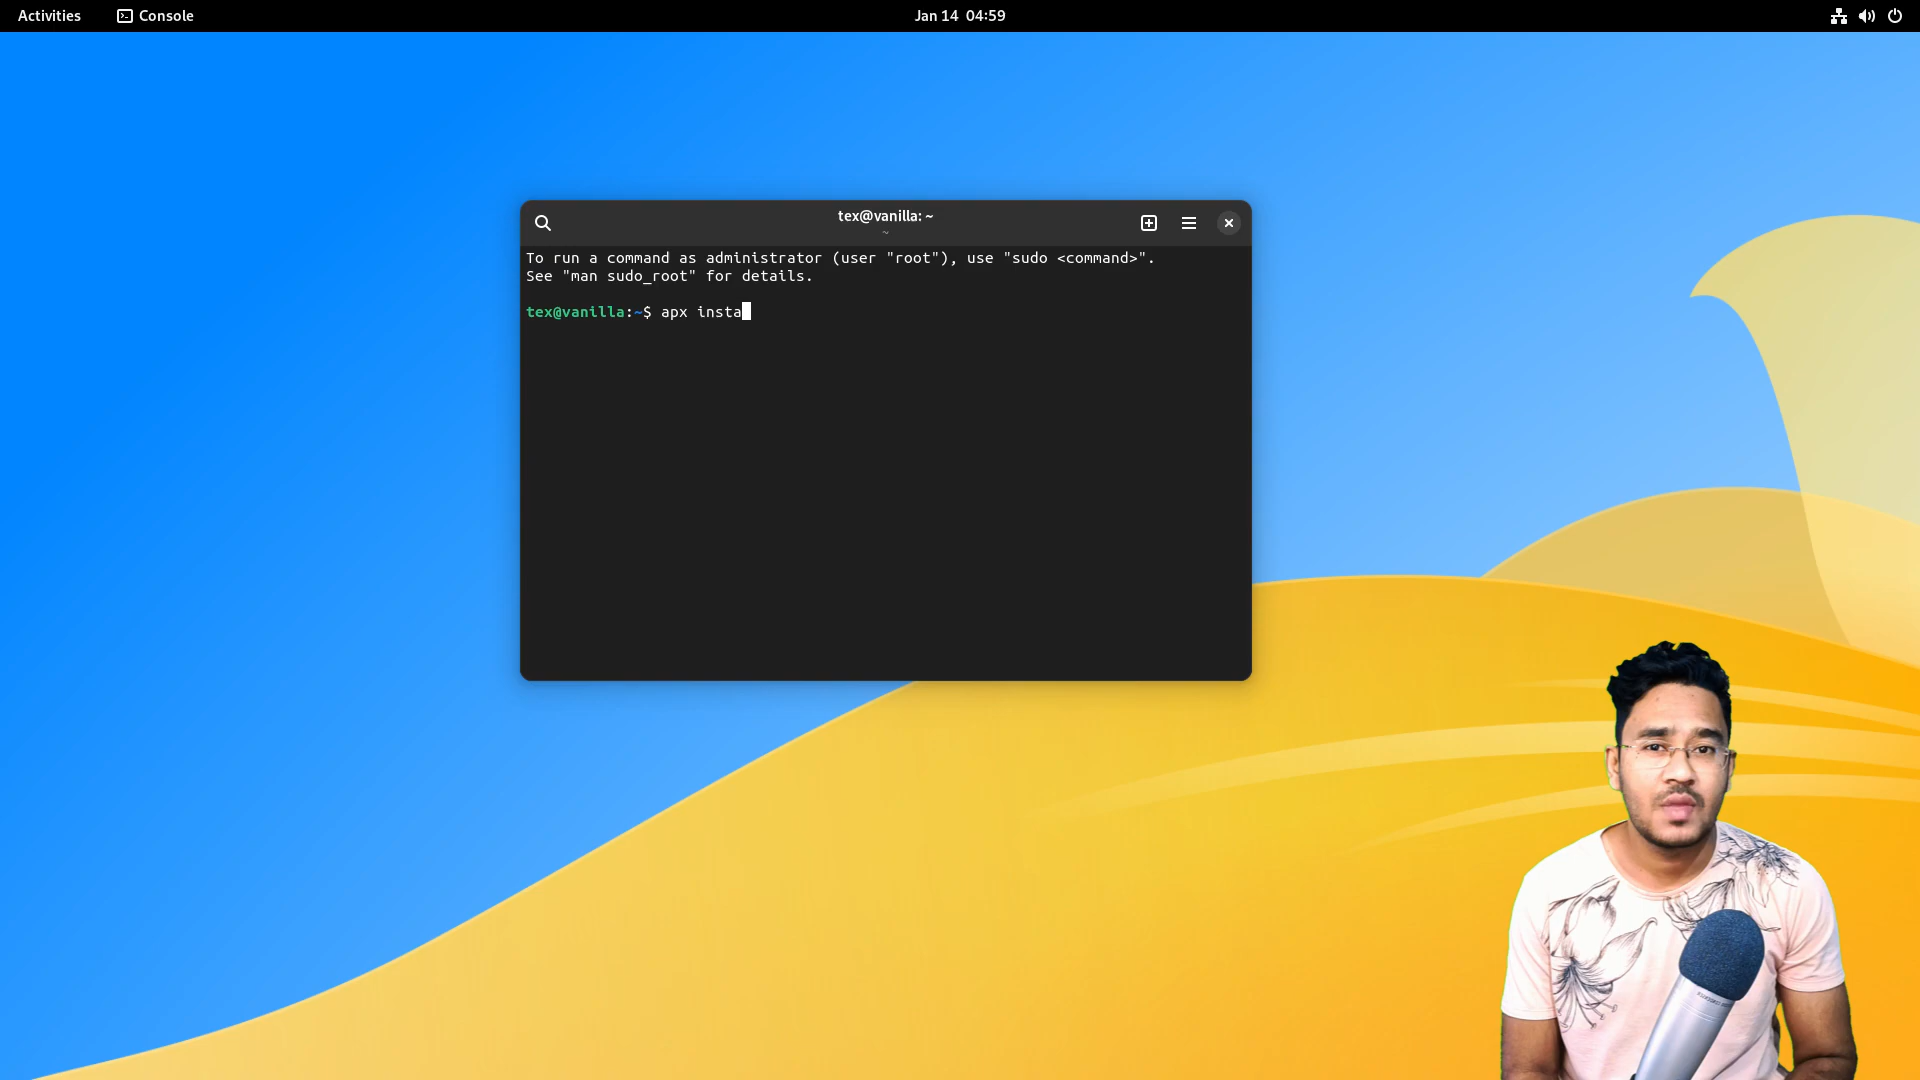 Activities
Console
Jan 14 04:59
tex@vanilla: ~
~
To run a command as administrator (user "root"), use "sudo <command>".
See "man sudo_root" for details.
tex@vanilla:~$ apx insta